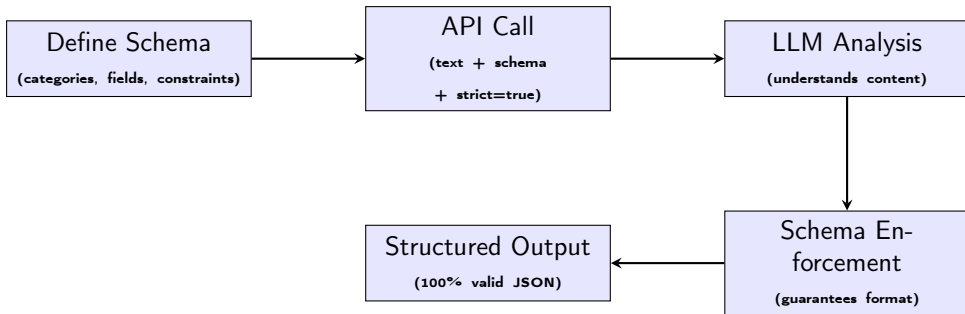 Define Schema
(categories, fields, constraints)
API Call
(text + schema
+ strict=true)
LLM Analysis
(understands content)
Schema En-
forcement
(guarantees format)
Structured Output
(100% valid JSON)